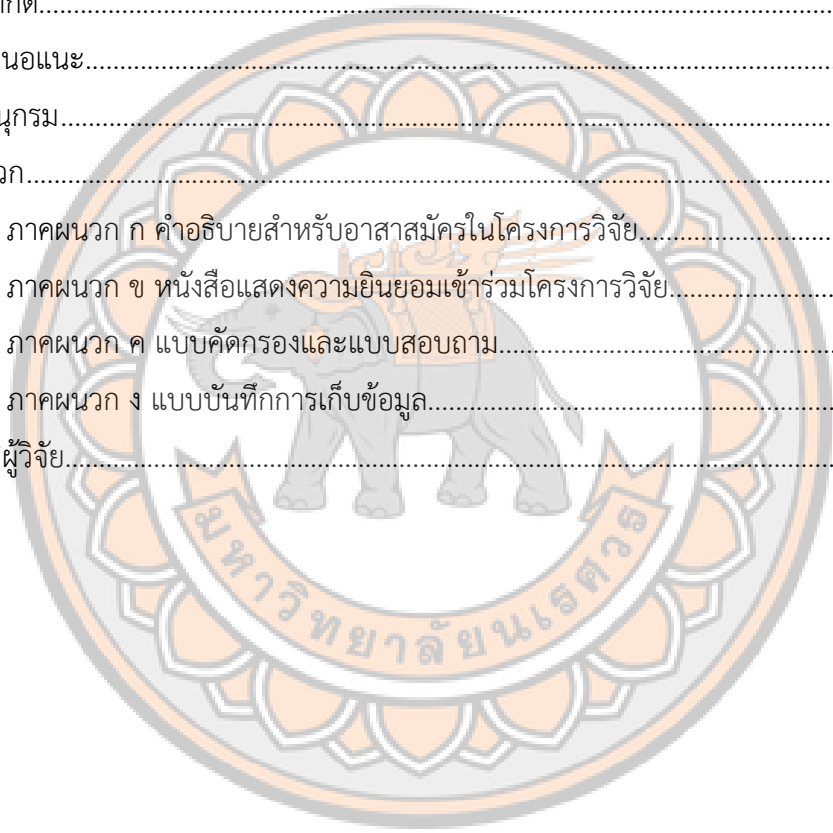 นอแนะ....................................................................................................
นุกรม....................................................................................................
วก....................................................................................................
ภาคผนวก ก คำอธิบายสำหรับอาสาสมัครในโครงการวิจัย.........................
ภาคผนวก ข หนังสือแสดงความยินยอมเข้าร่วมโครงการวิจัย.....................
ภาคผนวก ค แบบคัดกรองและแบบสอบถาม...........................................
ภาคผนวก ง แบบบันทึกการเก็บข้อมูล....................................................
ผู้วิจัย....................................................................................................
มหาวิทยาลัยนเรศวร